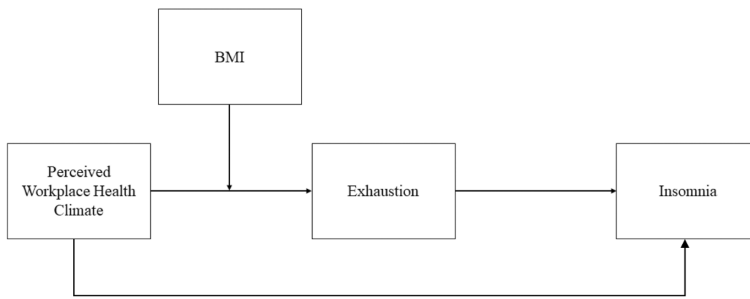 BMI
Perceived
Workplace Health
Climate
Exhaustion
Insomnia